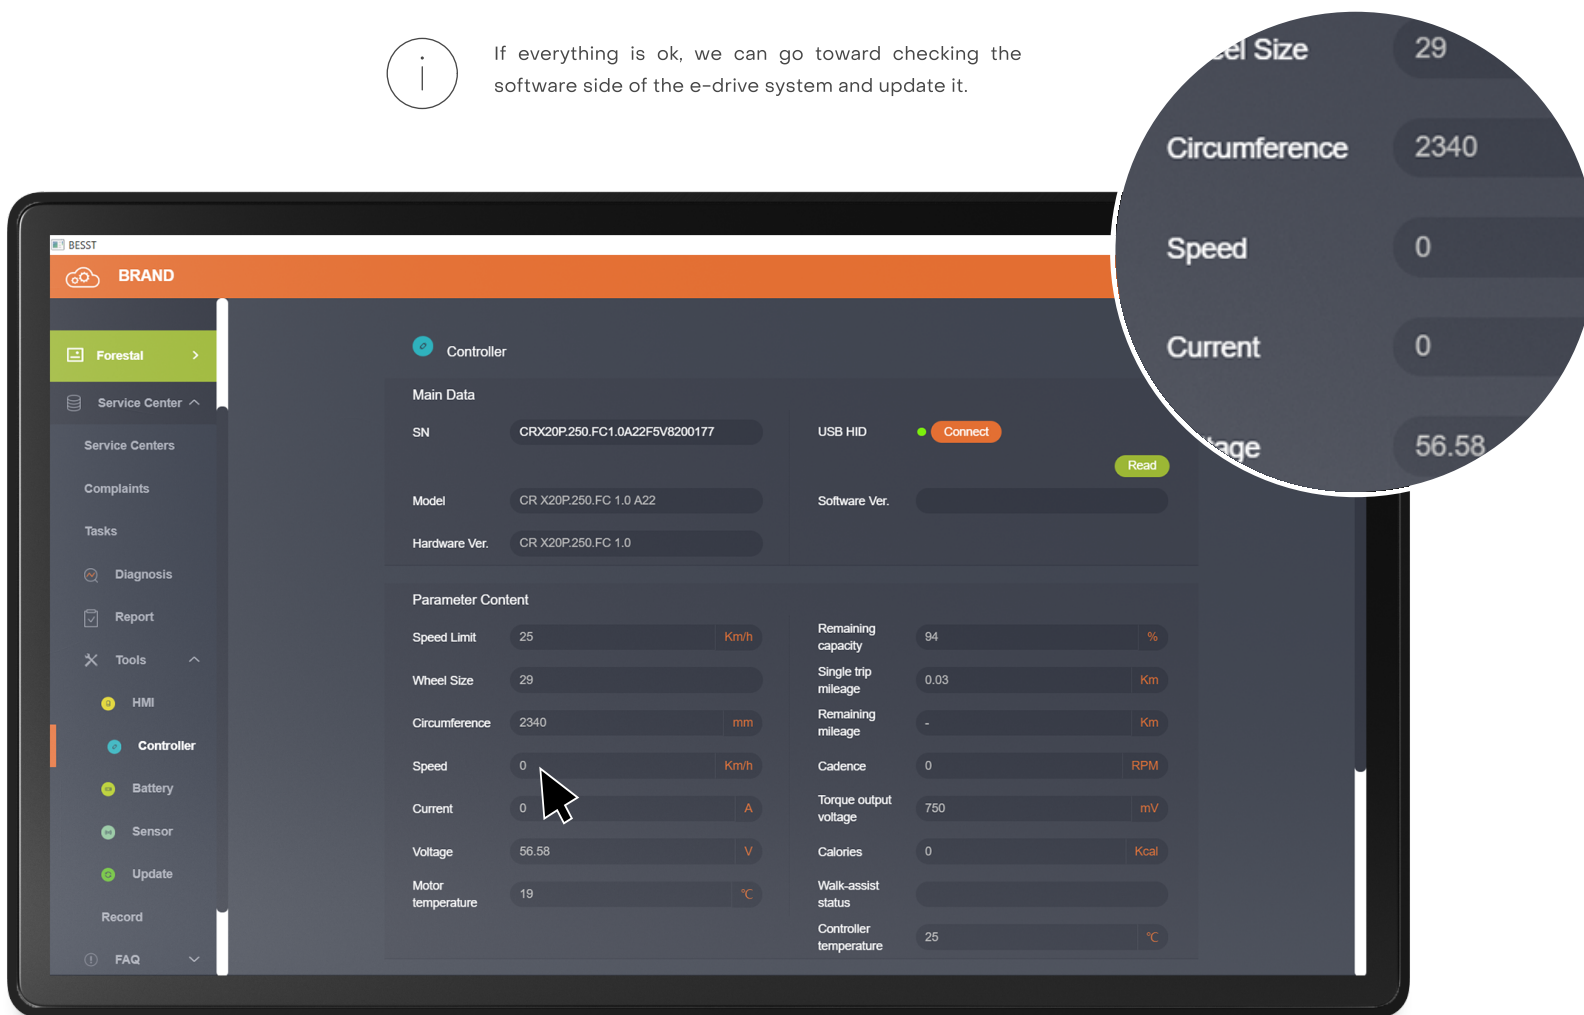 If everything is ok, we can go toward checking the
software side of the e-drive system and update it.
BESST
BRAND
Forestal
Service Center
Service Centers
Complaints
Tasks
Diagnosis
Report
Tools
HMI
Controller
Battery
Sensor
Update
Record
FAQ
Controller
Main Data
SN CRX20P.250.FC1.0A22F5V8200177
USB HID Connect
Read
Model CR X20P.250.FC 1.0 A22
Software Ver.
Hardware Ver. CR X20P.250.FC 1.0
Parameter Content
Speed Limit 25 Km/h
Wheel Size 29
Circumference 2340 mm
Speed 0 Km/h
Current 0 A
Voltage 56.58 V
Motor
temperature 19 °C
Remaining
capacity 94 %
Single trip
mileage 0.03 Km
Remaining
mileage - Km
Cadence 0 RPM
Torque output
voltage 750 mV
Calories 0 Kcal
Walk-assist
status
Controller
temperature 25 °C
el Size 29
Circumference 2340
Speed 0
Current 0
age 56.58